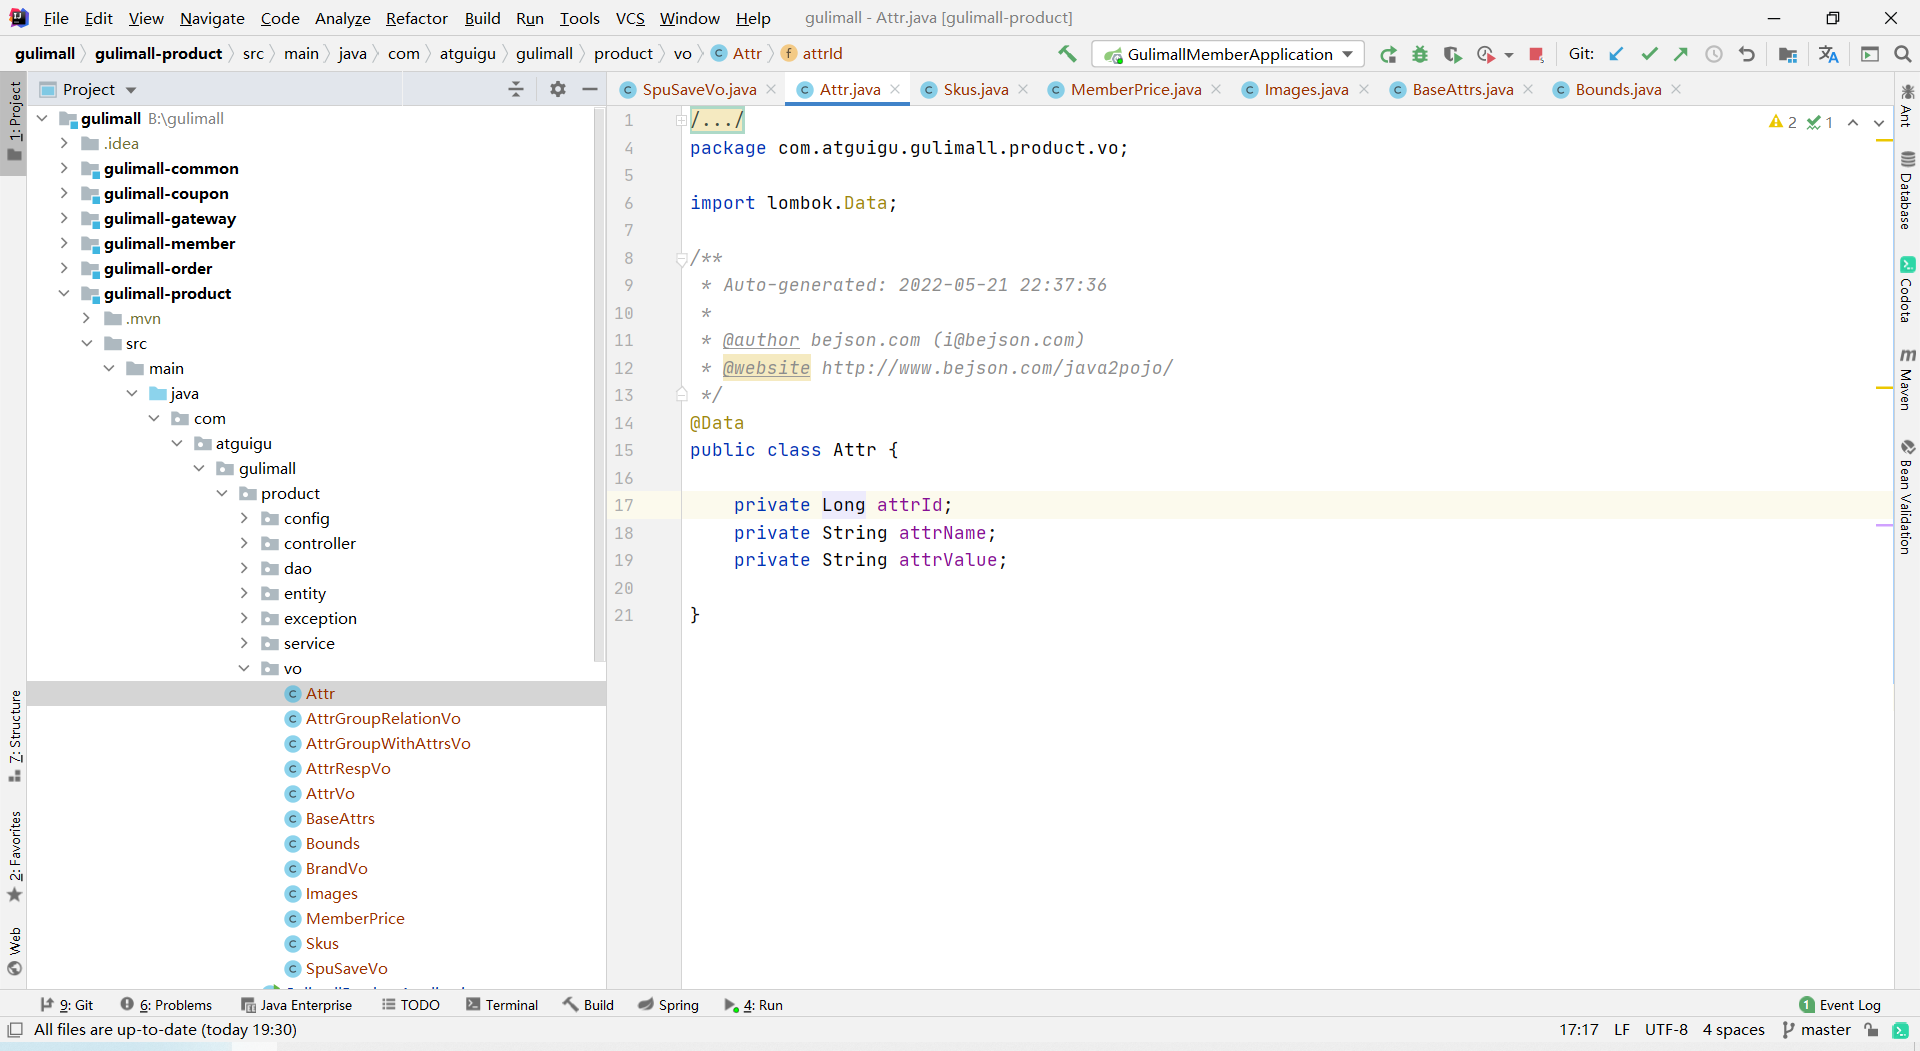 File Edit View Navigate Code Analyze Refactor Build Run Tools VCS Window Help gulimall - Attr.java [gulimall-product]
gulimall gulimall-product src main java com atguigu gulimall product vo Attr attrId GulimallMemberApplication Git:
1: Project
Project
SpuSaveVo.java Attr.java Skus.java MemberPrice.java Images.java BaseAttrs.java Bounds.java
gulimall B:\gulimall
.idea
gulimall-common
gulimall-coupon
gulimall-gateway
gulimall-member
gulimall-order
gulimall-product
.mvn
src
main
java
com
atguigu
gulimall
product
config
controller
dao
entity
exception
service
vo
Attr
AttrGroupRelationVo
AttrGroupWithAttrsVo
AttrRespVo
AttrVo
BaseAttrs
Bounds
BrandVo
Images
MemberPrice
Skus
SpuSaveVo
7: Structure
2: Favorites
Web
1 /.../
4 package com.atguigu.gulimall.product.vo;
5
6 import lombok.Data;
7
8 /**
9 * Auto-generated: 2022-05-21 22:37:36
10 *
11 * @author bejson.com (i@bejson.com)
12 * @website http://www.bejson.com/java2pojo/
13 */
14 @Data
15 public class Attr {
16
17 private Long attrId;
18 private String attrName;
19 private String attrValue;
20
21 }
2 1
Ant
Database
Codota
Maven
Bean Validation
9: Git 6: Problems Java Enterprise TODO Terminal Build Spring 4: Run 1 Event Log
All files are up-to-date (today 19:30) 17:17 LF UTF-8 4 spaces master